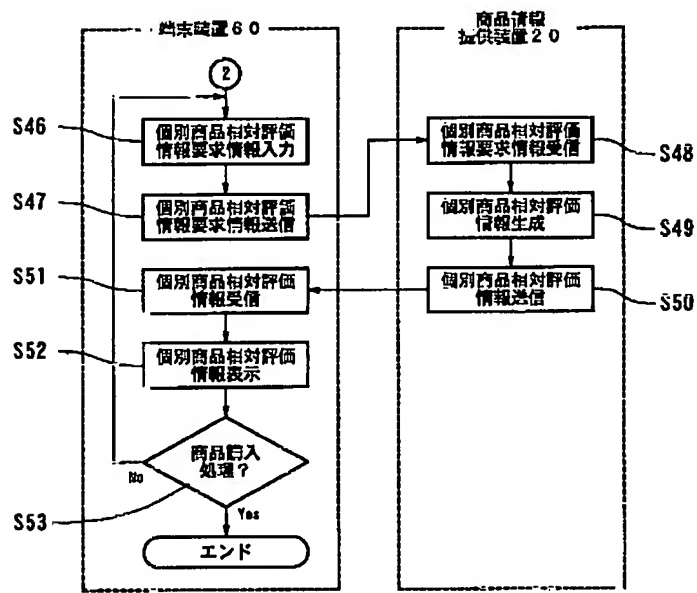 端末装置60
商品情報
提供装置20
2
S46
個別商品相対評価
情報要求情報入力
S47
個別商品相対評価
情報要求情報送信
個別商品相対評価
情報要求情報受信
S48
個別商品相対評価
情報生成
S49
個別商品相対評価
情報送信
S50
S51
個別商品相対評価
情報受信
S52
個別商品相対評価
情報表示
商品購入
処理?
No
Yes
S53
エンド